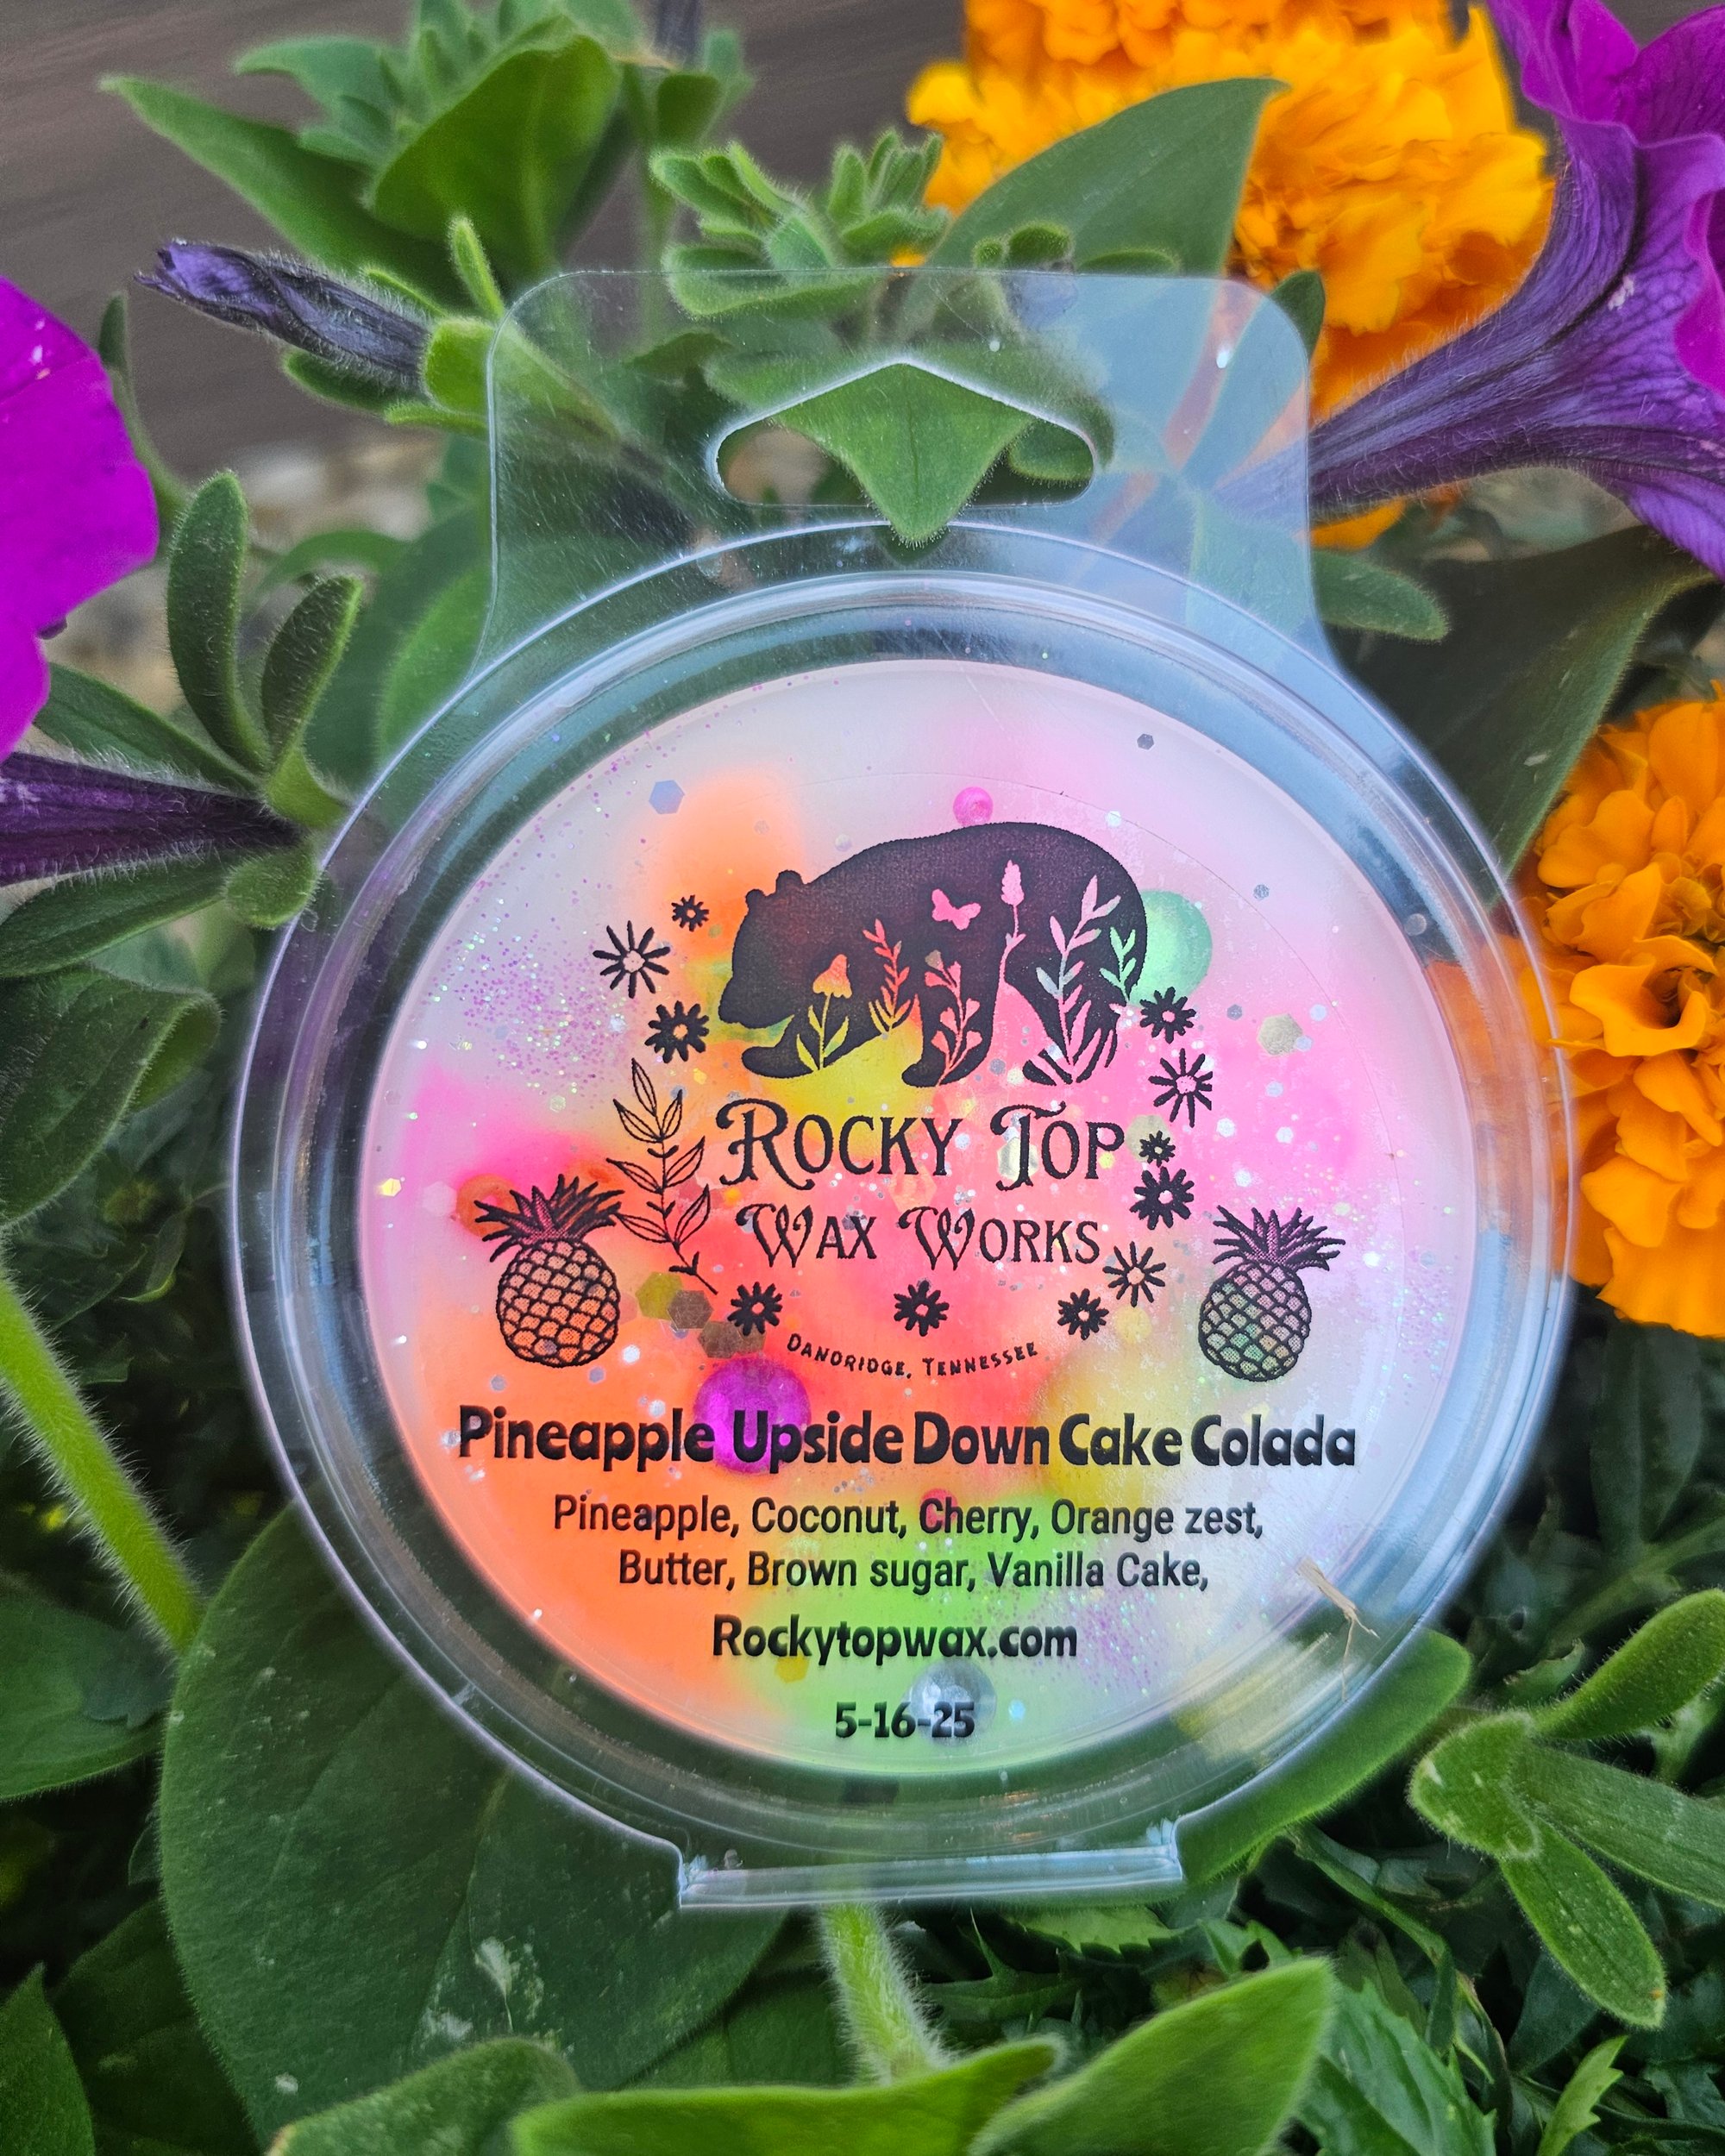 Rocky Top
Wax Works
Dandridge, Tennessee
Pineapple Upside Down Cake Colada
Pineapple, Coconut, Cherry, Orange zest,
Butter, Brown sugar, Vanilla Cake,
Rockytopwax.com
5-16-25